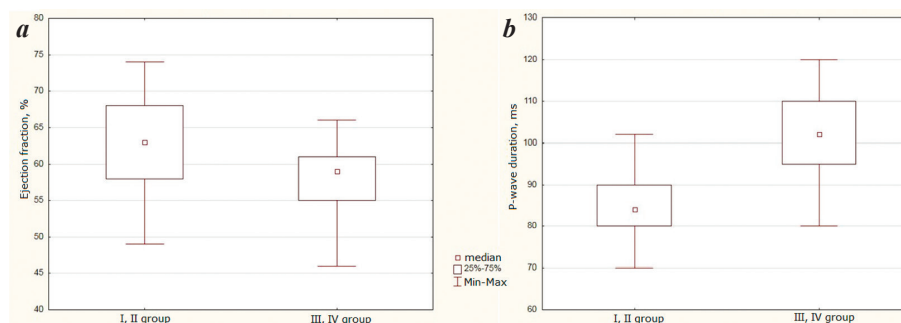 a
Ejection fraction, %
80
75
70
65
60
55
50
45
40
I, II group
III, IV group
median
25%-75%
Min-Max
b
P-wave duration, ms
130
120
110
100
90
80
70
60
I, II group
III, IV group